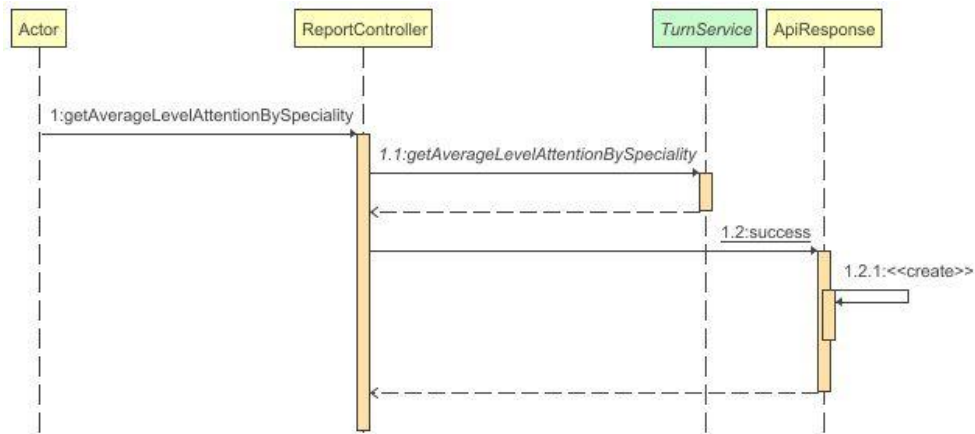 Actor
ReportController
TurnService
ApiResponse
1:getAverageLevelAttentionBySpeciality
1.1:getAverageLevelAttentionBySpeciality
1.2:success
1.2.1:<<create>>